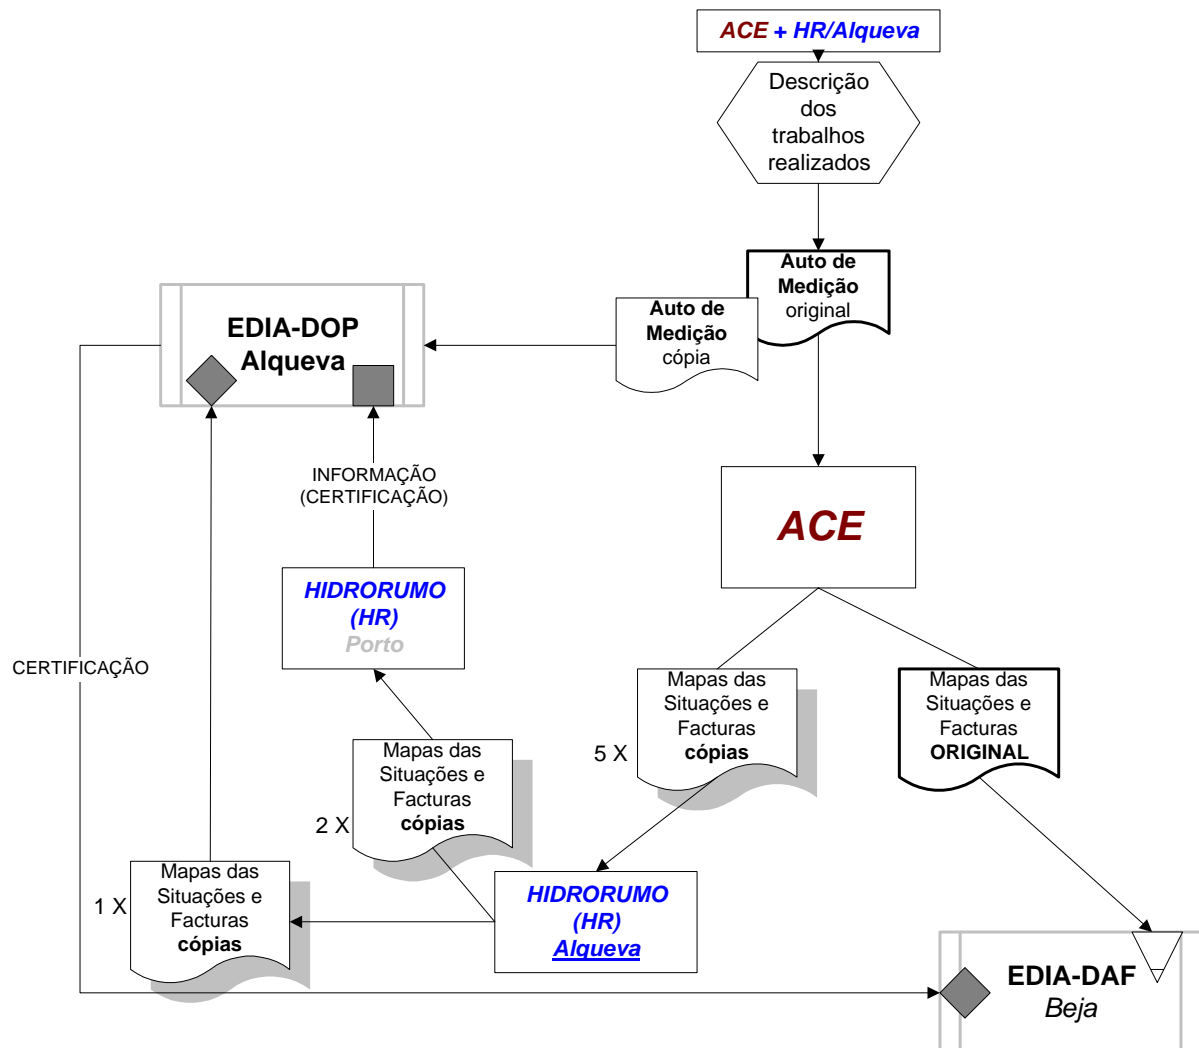 ACE + HR/Alqueva
Descrição
dos
trabalhos
realizados
Auto de
Medição
original
Auto de
Medição
cópia
EDIA-DOP
Alqueva
INFORMAÇÃO
(CERTIFICAÇÃO)
ACE
HIDRORUMO
(HR)
Porto
CERTIFICAÇÃO
Mapas das
Situações e
Facturas
cópias
5 X
Mapas das
Situações e
Facturas
ORIGINAL
Mapas das
Situações e
Facturas
cópias
2 X
Mapas das
Situações e
Facturas
cópias
1 X
HIDRORUMO
(HR)
Alqueva
EDIA-DAF
Beja